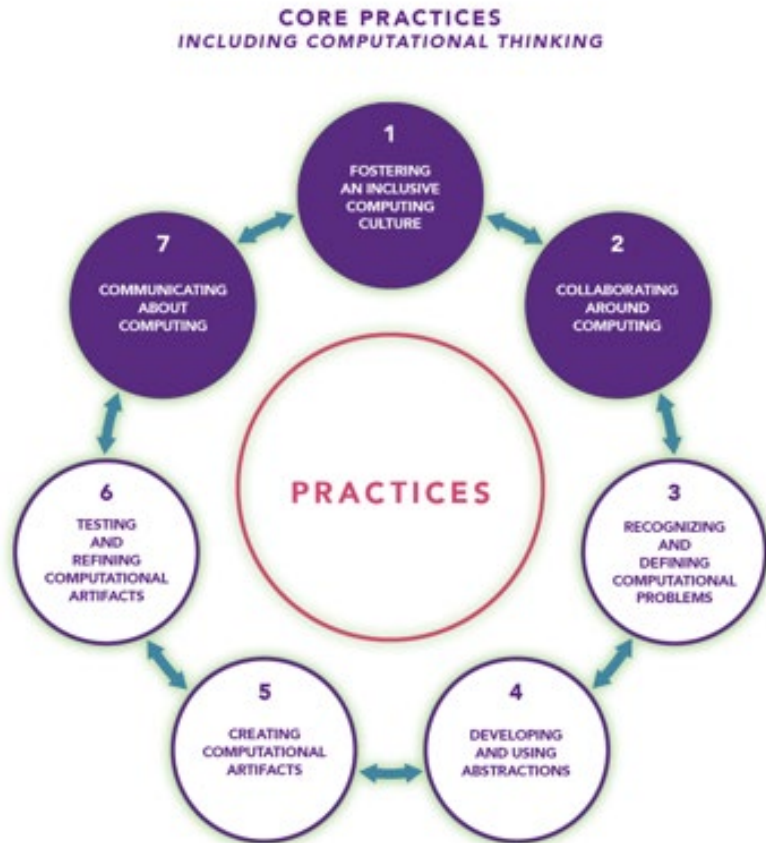 CORE PRACTICES
INCLUDING COMPUTATIONAL THINKING
1
FOSTERING
AN INCLUSIVE
COMPUTING
CULTURE
2
COLLABORATING
AROUND
COMPUTING
3
RECOGNIZING
AND
DEFINING
COMPUTATIONAL
PROBLEMS
4
DEVELOPING
AND USING
ABSTRACTIONS
5
CREATING
COMPUTATIONAL
ARTIFACTS
6
TESTING
AND
REFINING
COMPUTATIONAL
ARTIFACTS
7
COMMUNICATING
ABOUT
COMPUTING
PRACTICES